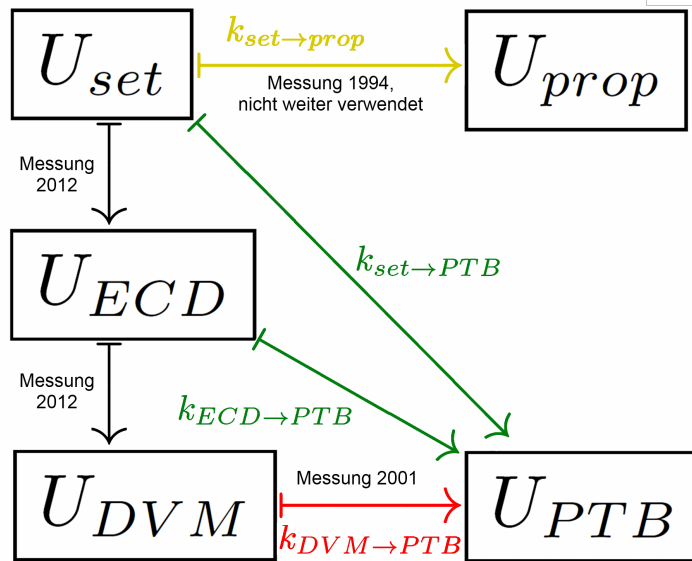 U_set
k_set→prop
U_prop
Messung 1994,
nicht weiter verwendet
Messung
2012
k_set→PTB
U_ECD
Messung
2012
k_ECD→PTB
U_DVM
Messung 2001
k_DVM→PTB
U_PTB